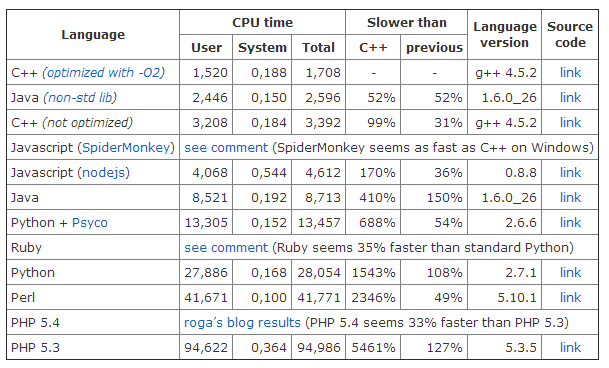 Language CPU time Slower than Language version Source code
User System Total C++ previous
C++ (optimized with -O2) 1,520 0,188 1,708 - - g++ 4.5.2 link
Java (non-std lib) 2,446 0,150 2,596 52% 52% 1.6.0_26 link
C++ (not optimized) 3,208 0,184 3,392 99% 31% g++ 4.5.2 link
Javascript (SpiderMonkey) see comment (SpiderMonkey seems as fast as C++ on Windows)
Javascript (nodejs) 4,068 0,544 4,612 170% 36% 0.8.8 link
Java 8,521 0,192 8,713 410% 150% 1.6.0_26 link
Python + Psyco 13,305 0,152 13,457 688% 54% 2.6.6 link
Ruby see comment (Ruby seems 35% faster than standard Python)
Python 27,886 0,168 28,054 1543% 108% 2.7.1 link
Perl 41,671 0,100 41,771 2346% 49% 5.10.1 link
PHP 5.4 roga's blog results (PHP 5.4 seems 33% faster than PHP 5.3)
PHP 5.3 94,622 0,364 94,986 5461% 127% 5.3.5 link